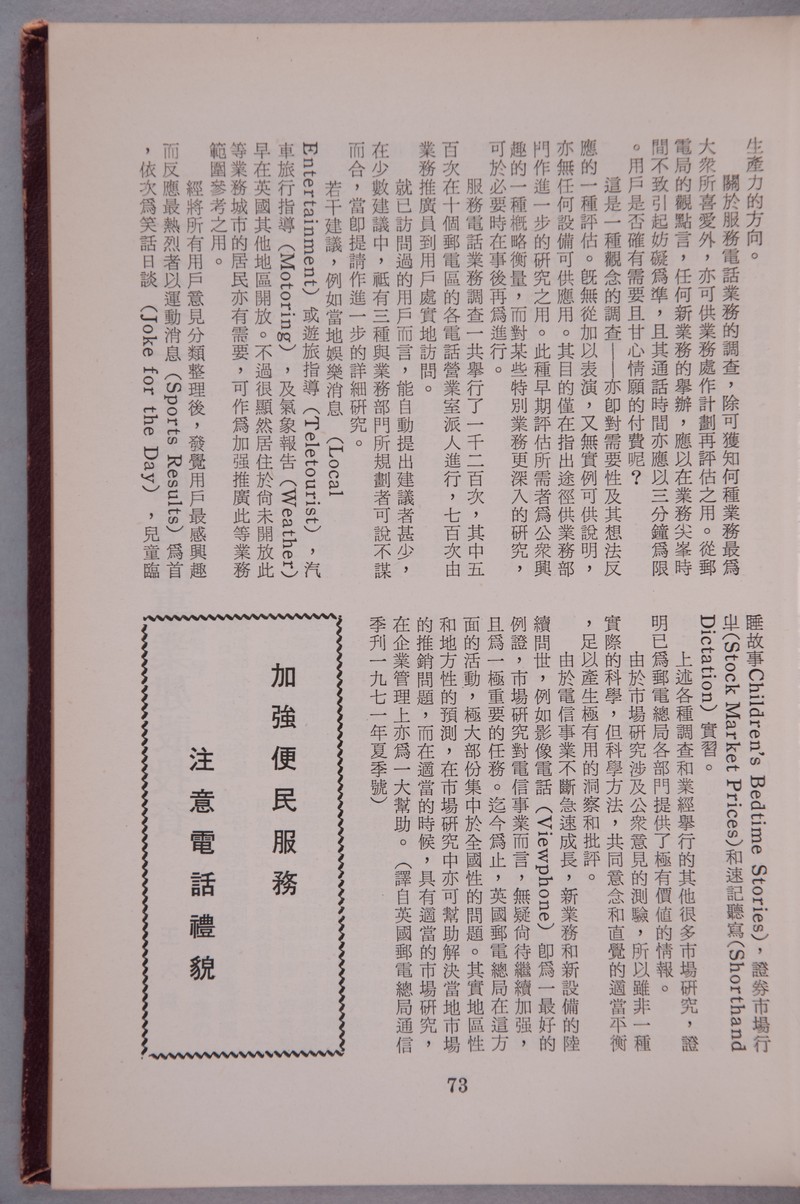 生產力的方向。
關於服務電話業務的調查，除可獲知何種業務最爲
大衆所喜愛外，亦可供業務處作計劃再評估之用。從郵
電局的觀點言，任何新業務的舉辦，應以在業務尖峯時
間不致引起妨礙爲準，且其通話時間亦應以三分鐘爲限
。用戶是否確有需要且甘心情願的付費呢？
這是一種觀念的調查——亦卽對需要性及其想法反
應的一種評估。旣無從加以表演，又無實例可供說明，
亦無任何設備可供應用。其目的僅在指出途徑供業務部
門作進一步的研究之用。此種早期評估所需者爲公衆興
趣的一種概略衡量，而對某些特別業務更深入的研究，
可於必要時在事後再爲進行。
服務電話業務調查一共舉行了一千二百次，其中五
百次在十個郵電區的各電話營業室派人進行，七百次由
業務推廣員到用戶處實地訪問。
就已訪問過的用戶而言，能自動提出建議者甚少，
在少數建議中，祗有三種與業務部門所規劃者可說不謀
而合，當卽提請作進一步的詳細研究。
若干建議，例如當地娛樂消息（Local
Entertainment）或遊旅指導（Teletourist），汽
車旅行指導（Motoring），及氣象報告（Weather）
早在英國其他地區開放。不過很顯然居住於尙未開放此
等業務城市的居民亦有需要，可作爲加强推廣此等業務
範圍參考之用。
經將所有用戶意見分類整理後，發覺用戶最感興趣
而反應最熱烈者以運動消息（Sports Results）爲首
，依次爲笑話日談（Joke for the Day），兒童臨
睡故事Children's Bedtime Stories)，證券市場行
情(Stock Market Prices)和速記聽寫(Shorthand
Dictation）實習。
上述各種調查和業經舉行的其他很多市場研究，證
明已爲郵電總局各部門提供了極有價値的情報。
由於市場研究涉及公衆意見的測驗，所以雖非一種
實際的科學，但科學方法，共同意念和直覺的適當平衡
，足以產生極有用的洞察和批評。
由於電信事業不斷急速成長，新業務和新設備的陸
續問世，例如影像電話（Viewphone）卽爲一最好的
例證，市場研究對電信事業而言，無疑尙待繼續加强，
且爲一極重要的任務。迄今爲止，英國郵電總局在這方
面的活動，極大部份集中於全國性的問題。其實地區性
和地方性的預測，在市場研究中亦可幫助解決當地市場
的推銷問題，而在適當的時候，具有適當的市場研究，
在企業管理上亦爲一大幫助。（譯自英國郵電總局通信
季刊一九七一年夏季號）
加強便民服務
注意電話禮貌
73